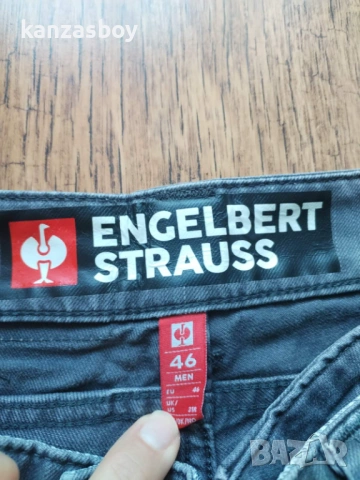 kanzasboy
ENGELBERT
STRAUSS
46
MEN
EU 46
UK/
US
BAZAR